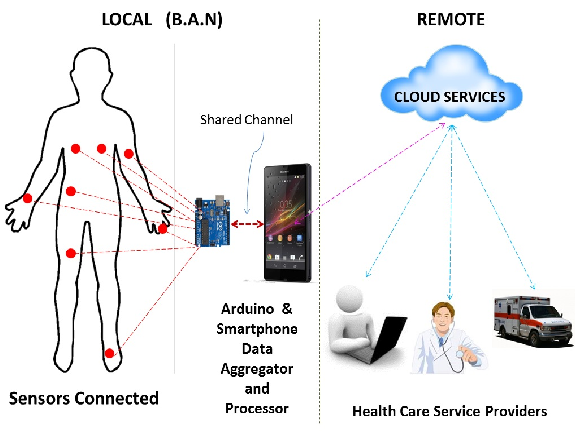 LOCAL (B.A.N)
REMOTE
CLOUD SERVICES
Shared Channel
Arduino &
Smartphone
Data
Aggregator
and
Processor
Sensors Connected
Health Care Service Providers